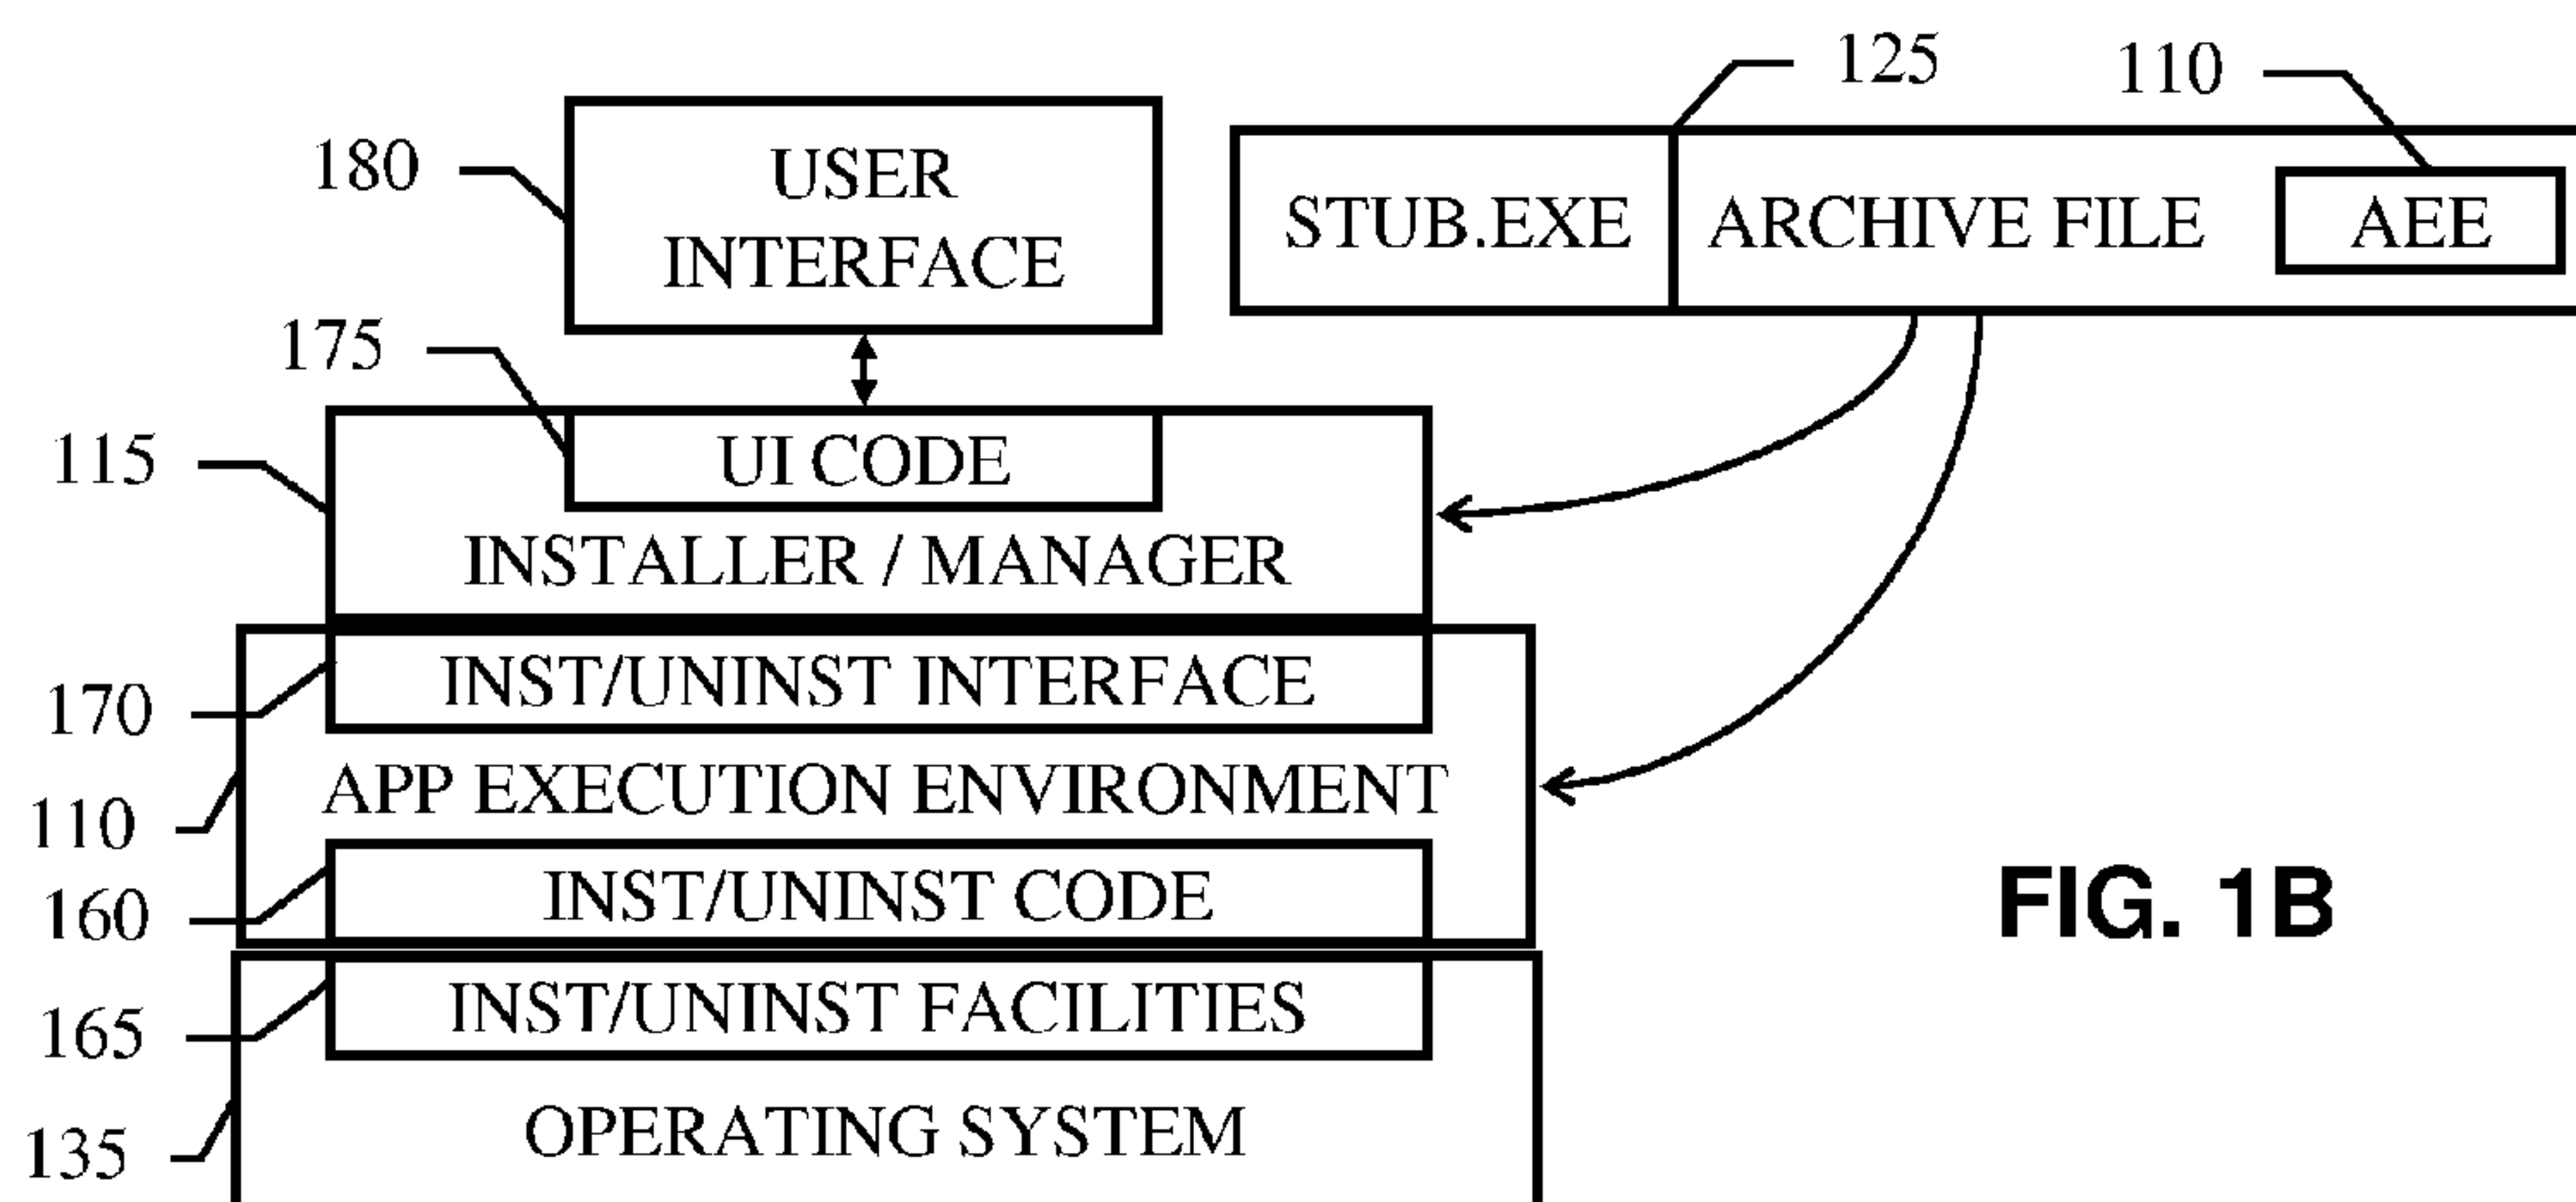 125
110
180
USER
INTERFACE
STUB.EXE
ARCHIVE FILE
AEE
175
115
UI CODE
INSTALLER / MANAGER
170
INST/UNINST INTERFACE
110
APP EXECUTION ENVIRONMENT
160
INST/UNINST CODE
FIG. 1B
165
INST/UNINST FACILITIES
135
OPERATING SYSTEM